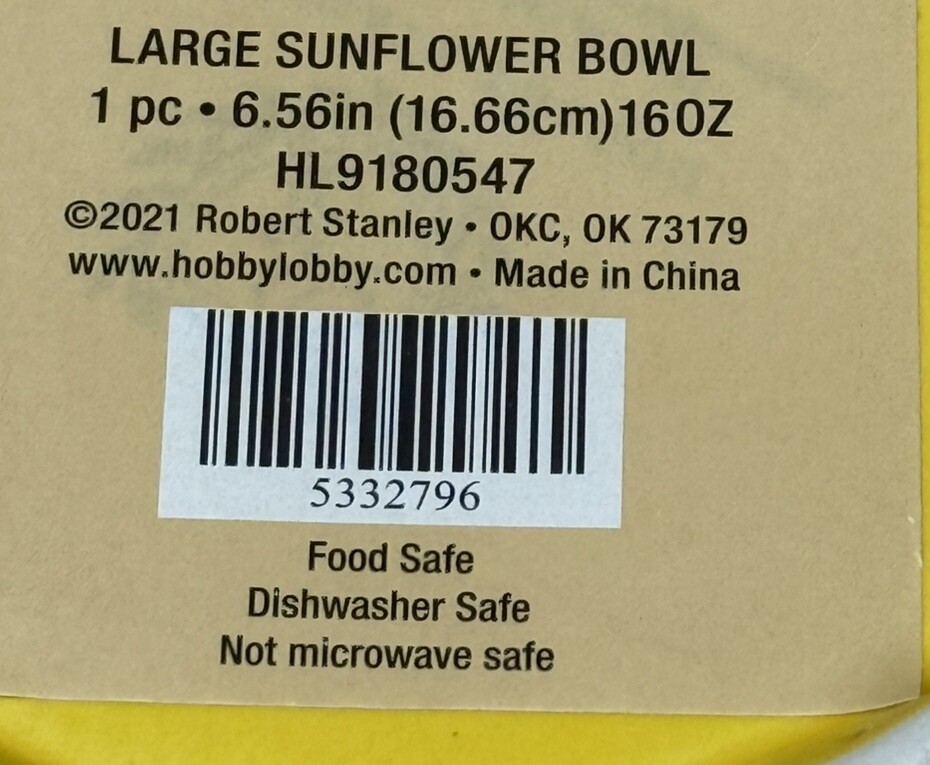 LARGE SUNFLOWER BOWL
1 pc • 6.56in (16.66cm)16OZ
HL9180547
©2021 Robert Stanley • OKC, OK 73179
www.hobbylobby.com • Made in China
5332796
Food Safe
Dishwasher Safe
Not microwave safe